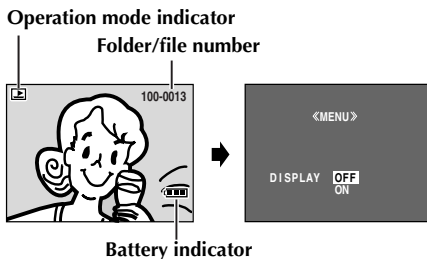 Operation mode indicator
Folder/file number
100-0013
《MENU》
DISPLAY OFF
ON
Battery indicator